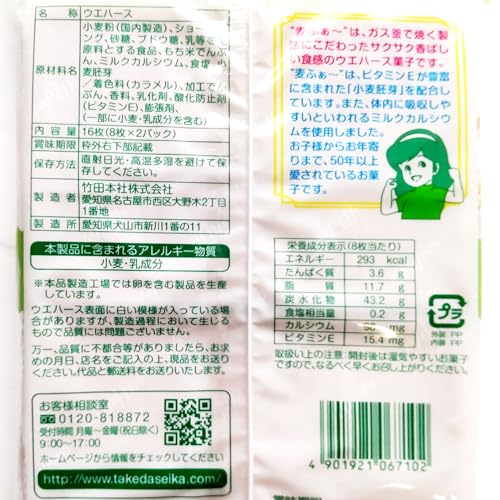 名称 ウエハース
原材料名
小麦粉(国内製造)、ショー
ング、砂糖、ブドウ糖、乳等を
原料とする食品、もち米でんぷ
ん、ミルクカルシウム、食塩、
小麦胚芽
/着色料(カラメル)、加工でん
ぷん、香料、乳化剤、酸化防止剤
(ビタミンE)、膨張剤、
(一部に小麦・乳成分を含む)
内容量 16枚(8枚×2パック)
賞味期限 枠外右下部記載
保存方法 直射日光・高温多湿を避けて保
存してください。
製造者 竹田本社株式会社
愛知県名古屋市西区大野木2丁目
1番地
製造所 愛知県犬山市新川1番の11
本製品に含まれるアレルギー物質
小麦・乳成分
※本品製造工場では卵を含む製品を生産
しています。
ウエハース表面に白い模様が入っている場
合がありますが、製造過程において生じる
もので品質には問題ございません。
万一、品質に不都合等がありましたら、お求
めの月日、店名をご記入の上、現品をお送り
ください。代品と郵送料をお送りいたします。
お客様相談室
0120-818872
受付時間 月曜~金曜(祝日除く)
9:00~17:00
ホームページから情報をチェックしてください
http://www.takedaseika.com
"麦ふぁ~"は、ガス釜で焼く製
法にこだわったサクサク香ばし
い食感のウエハース菓子です。
"麦ふぁ~"は、ビタミンEが豊富
に含まれた「小麦胚芽」を配合
しています。また、体内に吸収し
やすいといわれるミルクカルシウ
ムを使用しました。
お子様からお年寄
りまで、50年以上
愛されているお菓
子です。
栄養成分表示(8枚当たり)
エネルギー 293 kcal
たんぱく質 3.6 g
脂質 11.7 g
炭水化物 43.2 g
食塩相当量 0.2 g
カルシウム mg
ビタミンE 15.4 mg
プラ
外装:PP
内装:PP
取扱い上の注意:開封後は湿気やすいお菓子
ですので、なるべく早くお召し上がりください。
4 901921 067102